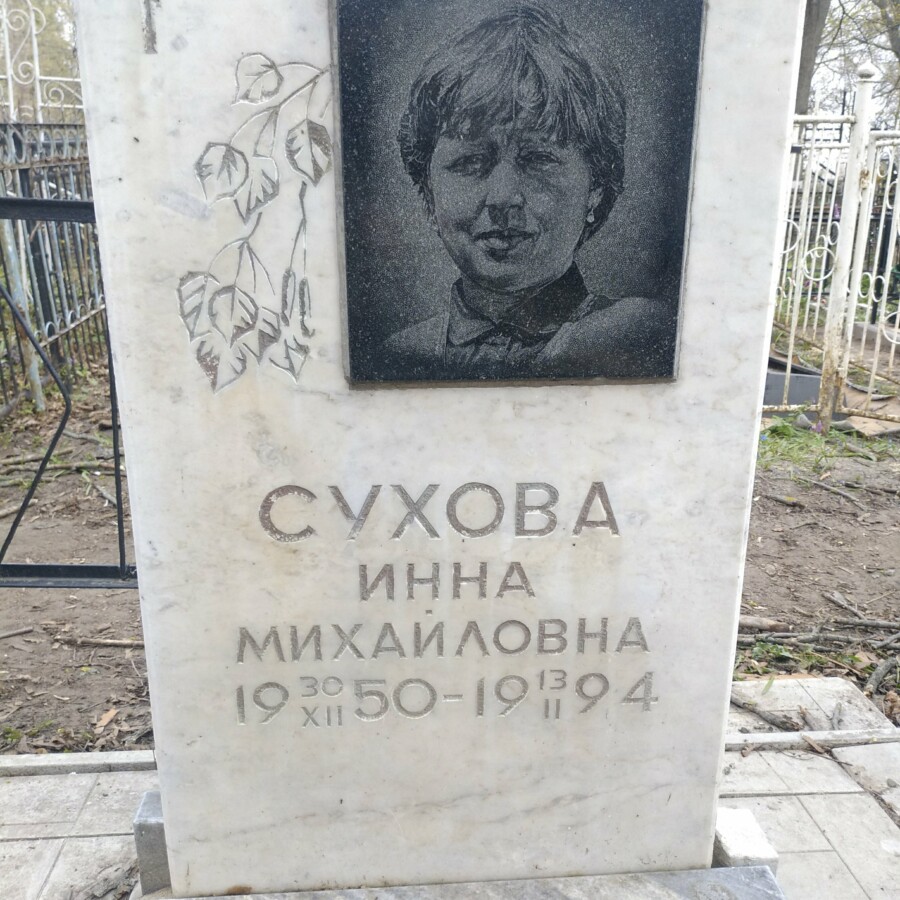 СУХОВА
ИННА
МИХАЙЛОВНА
19 30 XII 50 - 19 13 II 94